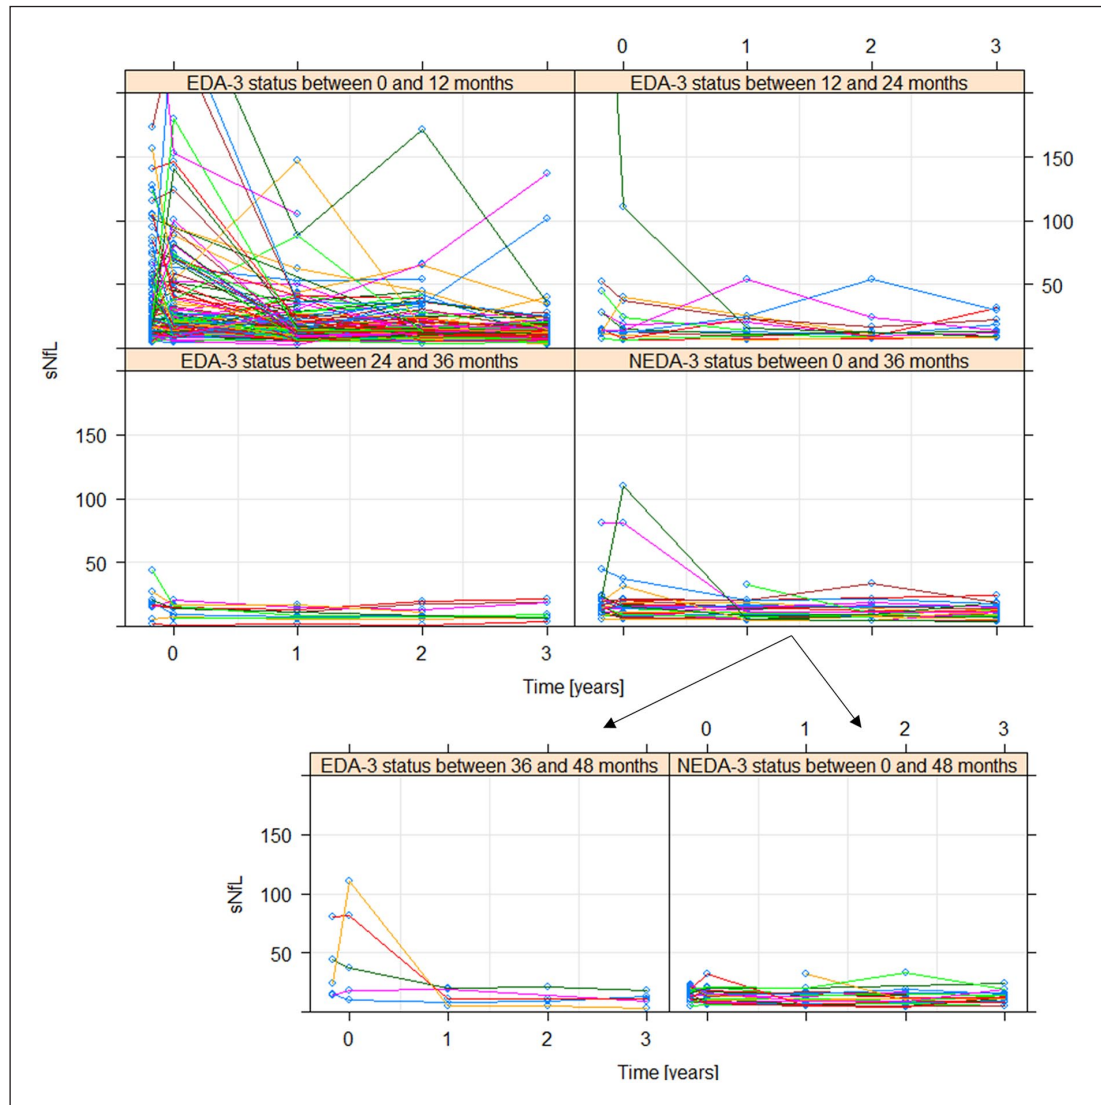 0 1 2 3
EDA-3 status between 0 and 12 months EDA-3 status between 12 and 24 months
150
100
50
sNfL
EDA-3 status between 24 and 36 months NEDA-3 status between 0 and 36 months
150
100
50
0 1 2 3
Time [years]
0 1 2 3
EDA-3 status between 36 and 48 months NEDA-3 status between 0 and 48 months
150
100
sNfL
50
0 1 2 3
Time [years]